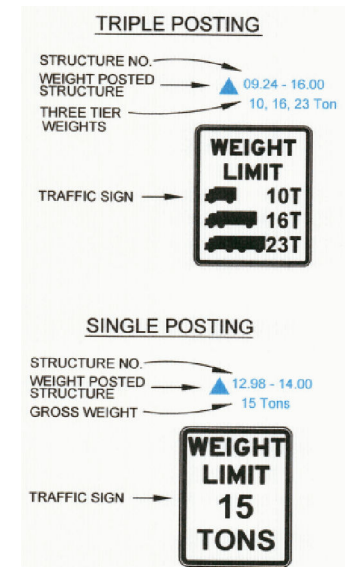 TRIPLE POSTING
STRUCTURE NO.
WEIGHT POSTED
STRUCTURE
09.24 - 16.00
10, 16, 23 Ton
THREE TIER
WEIGHTS
WEIGHT
LIMIT
10T
16T
23T
TRAFFIC SIGN
SINGLE POSTING
STRUCTURE NO.
WEIGHT POSTED
STRUCTURE
12.98 - 14.00
15 Tons
GROSS WEIGHT
WEIGHT
LIMIT
15
TONS
TRAFFIC SIGN